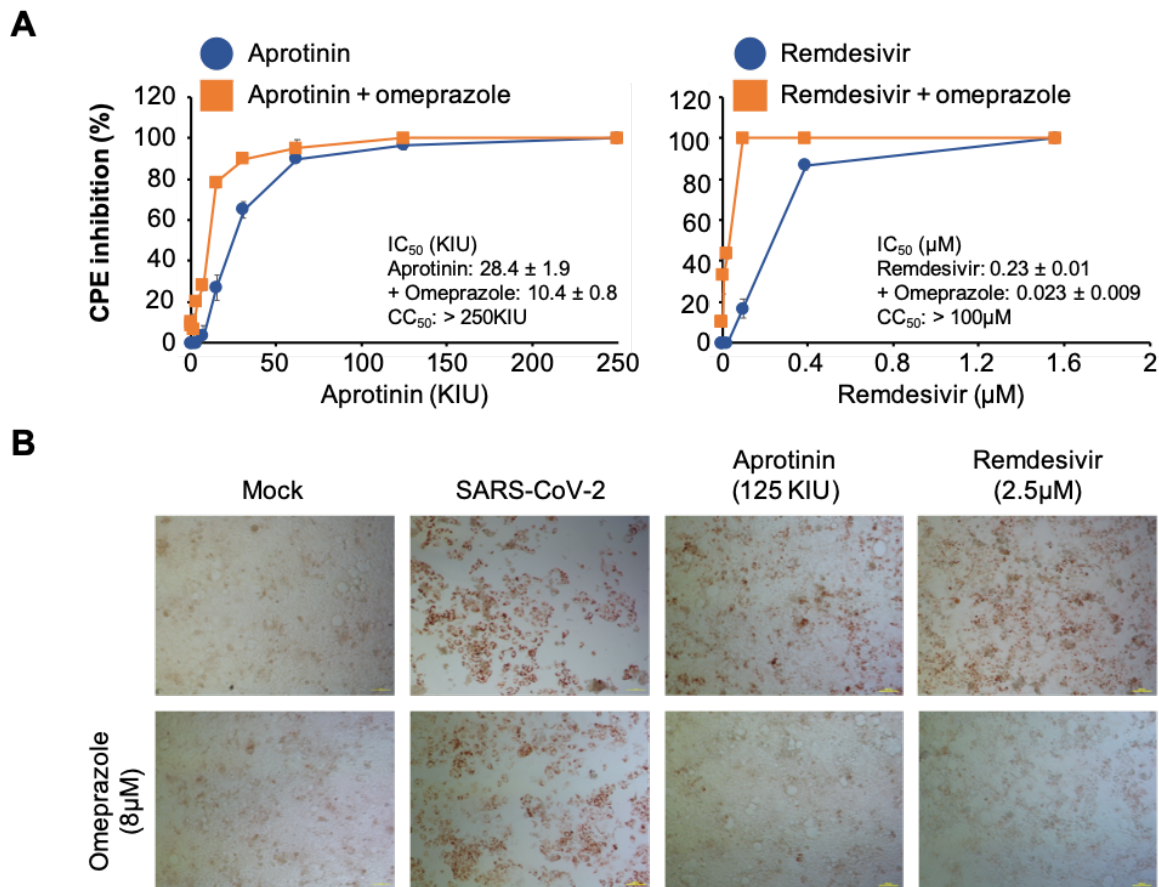 A
Aprotinin
Aprotinin + omeprazole
CPE inhibition (%)
120
100
80
60
40
20
0
0 50 100 150 200 250
Aprotinin (KIU)
IC₅₀ (KIU)
Aprotinin: 28.4 ± 1.9
+ Omeprazole: 10.4 ± 0.8
CC₅₀: > 250KIU
Remdesivir
Remdesivir + omeprazole
120
100
80
60
40
20
0
0 0.4 0.8 1.2 1.6 2
Remdesivir (µM)
IC₅₀ (µM)
Remdesivir: 0.23 ± 0.01
+ Omeprazole: 0.023 ± 0.009
CC₅₀: > 100µM
B
Mock
SARS-CoV-2
Aprotinin
(125 KIU)
Remdesivir
(2.5µM)
Omeprazole
(8µM)